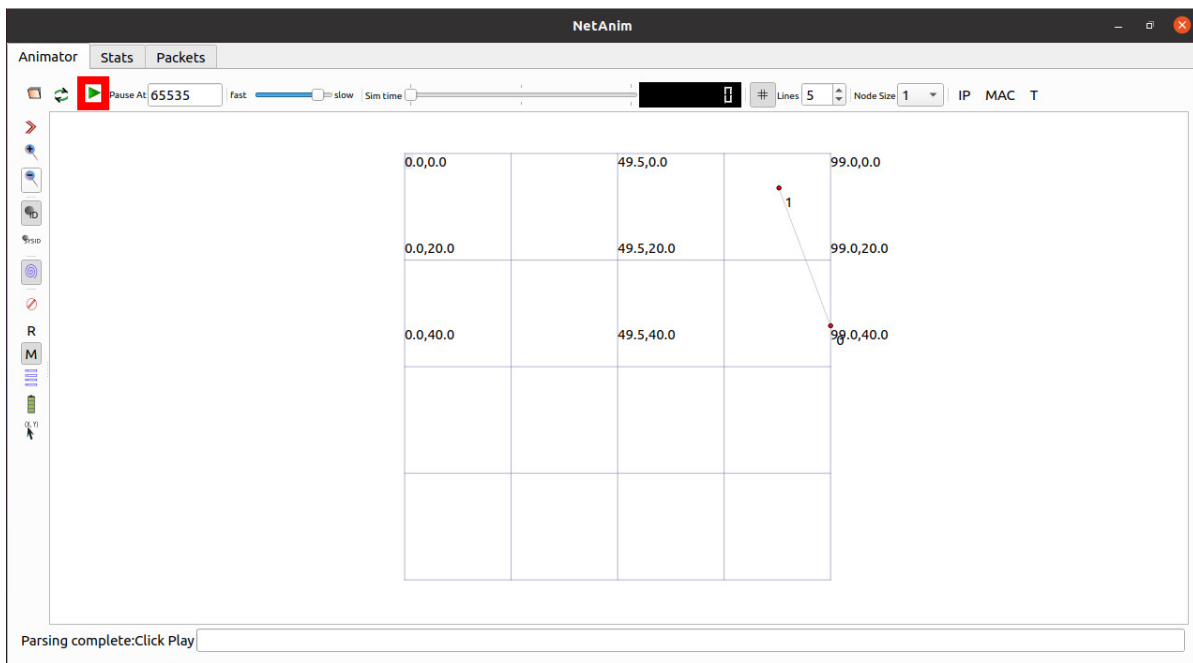 NetAnim
Animator Stats Packets
Pause At 65535 fast slow Sim time 0 # Lines 5 Node Size 1 IP MAC T
0.0,0.0 49.5,0.0 99.0,0.0
1
ID
SYSID
0.0,20.0 49.5,20.0 99.0,20.0
R
0.0,40.0 49.5,40.0 99.0,40.0
0
M
(X,Y)
Parsing complete:Click Play